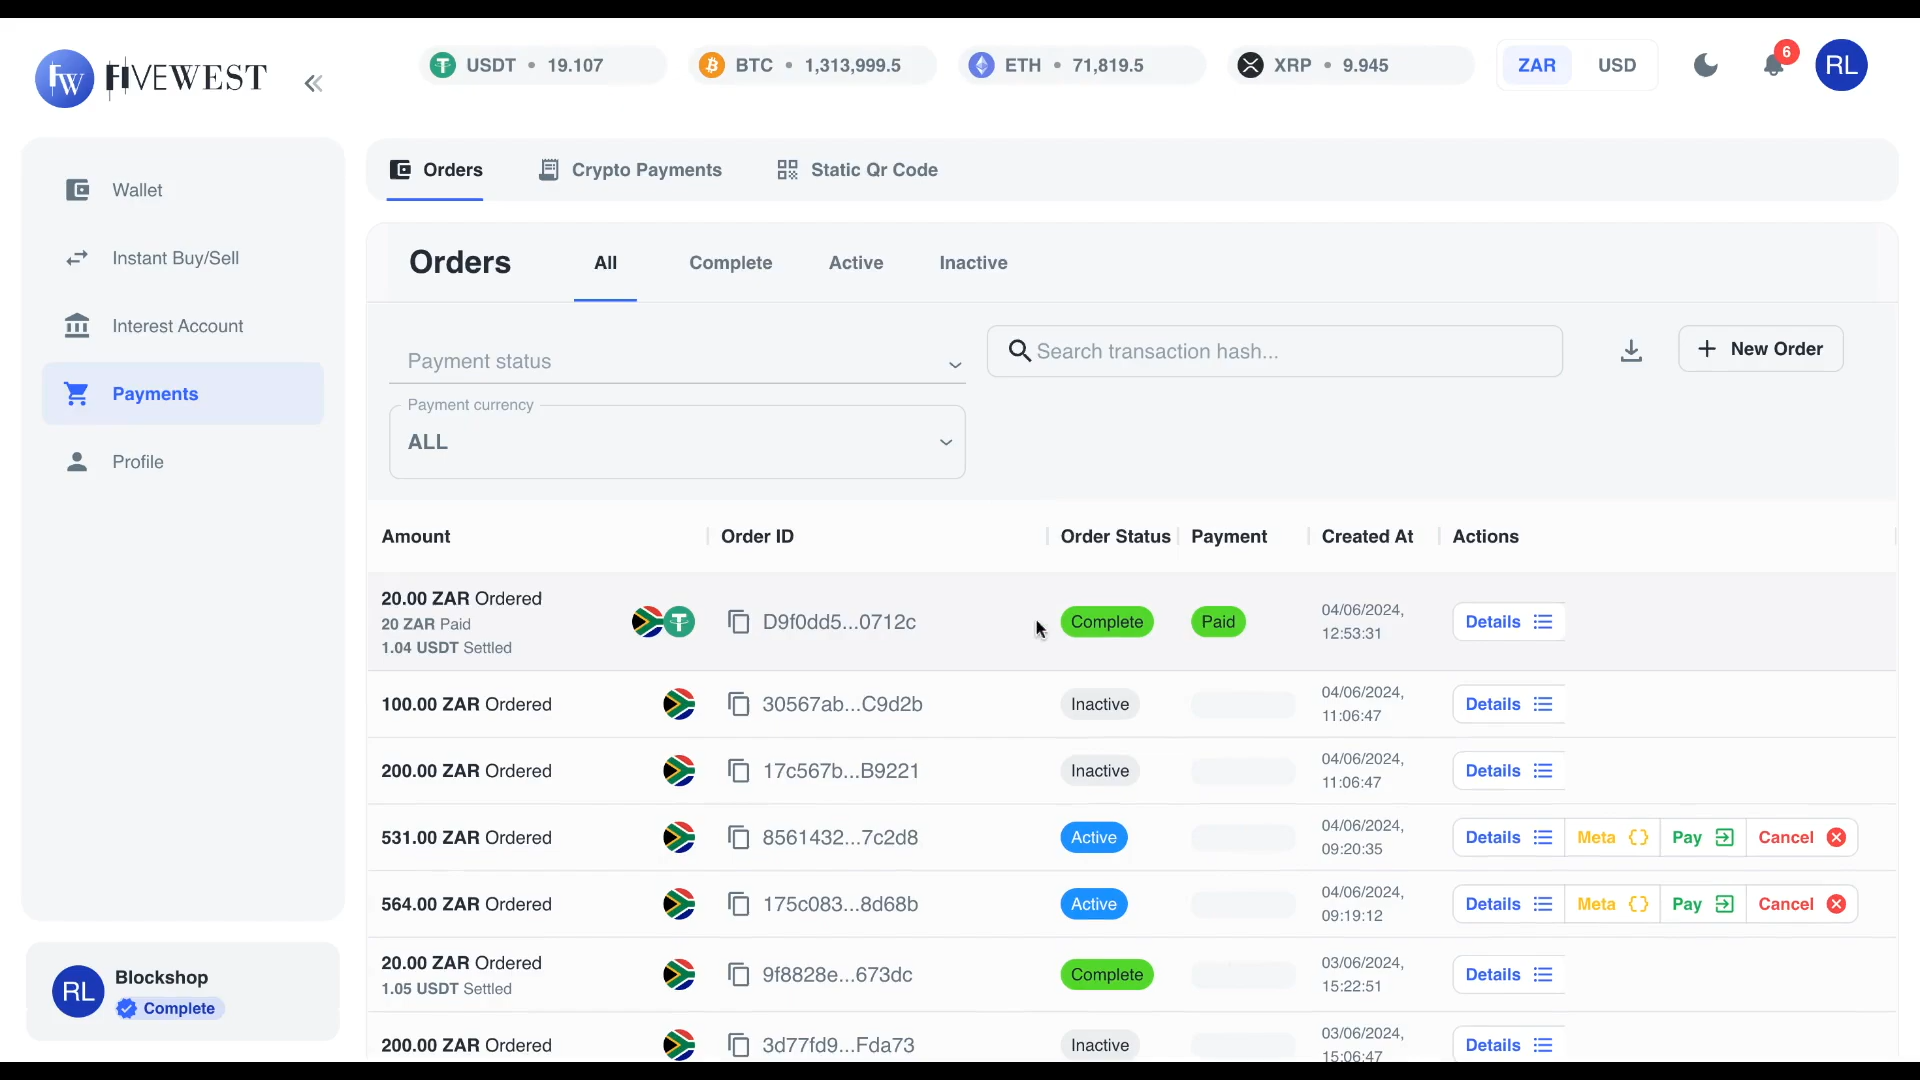 FW FIVEWEST
USDT • 19.107
BTC • 1,313,999.5
ETH • 71,819.5
XRP • 9.945
ZAR USD
6
RL
Wallet
Instant Buy/Sell
Interest Account
Payments
Profile
RL
Blockshop
Complete
Orders Crypto Payments Static Qr Code
Orders All Complete Active Inactive
Payment status
Search transaction hash...
New Order
Payment currency
ALL
Amount Order ID Order Status Payment Created At Actions
20.00 ZAR Ordered
20 ZAR Paid
1.04 USDT Settled
D9f0dd5...0712c
Complete
Paid
04/06/2024,
12:53:31
Details
100.00 ZAR Ordered
30567ab...C9d2b
Inactive
04/06/2024,
11:06:47
Details
200.00 ZAR Ordered
17c567b...B9221
Inactive
04/06/2024,
11:06:47
Details
531.00 ZAR Ordered
8561432...7c2d8
Active
04/06/2024,
09:20:35
Details Meta Pay Cancel
564.00 ZAR Ordered
175c083...8d68b
Active
04/06/2024,
09:19:12
Details Meta Pay Cancel
20.00 ZAR Ordered
1.05 USDT Settled
9f8828e...673dc
Complete
03/06/2024,
15:22:51
Details
200.00 ZAR Ordered
3d77fd9...Fda73
Inactive
03/06/2024,
15:06:47
Details